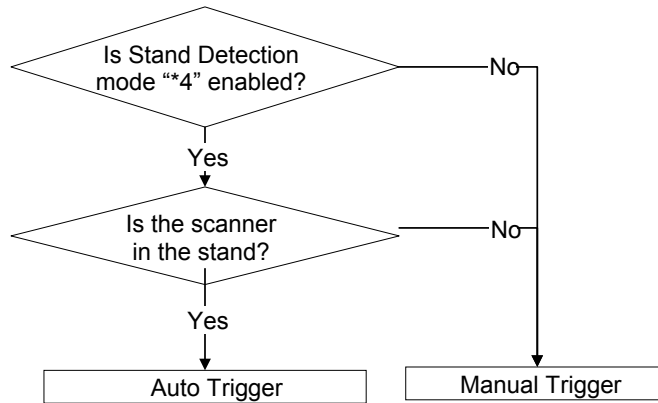 Is Stand Detection
mode “*4” enabled?
No
Yes
Is the scanner
in the stand?
No
Yes
Auto Trigger
Manual Trigger